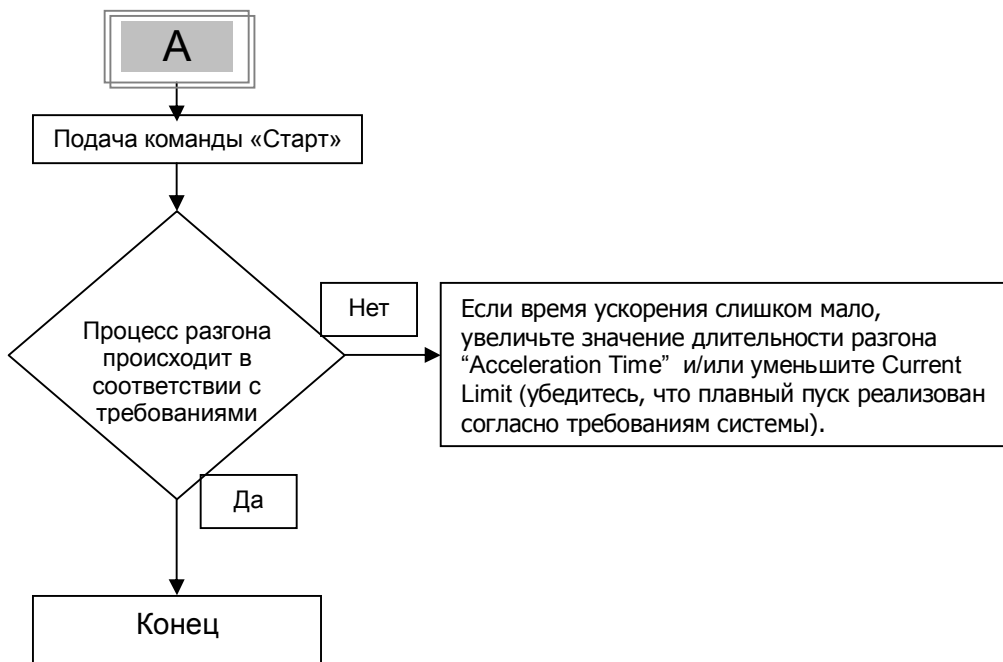 А
Подача команды «Старт»
Процесс разгона
происходит в
соответствии с
требованиями
Нет
Если время ускорения слишком мало,
увеличьте значение длительности разгона
“Acceleration Time” и/или уменьшите Current
Limit (убедитесь, что плавный пуск реализован
согласно требованиям системы).
Да
Конец